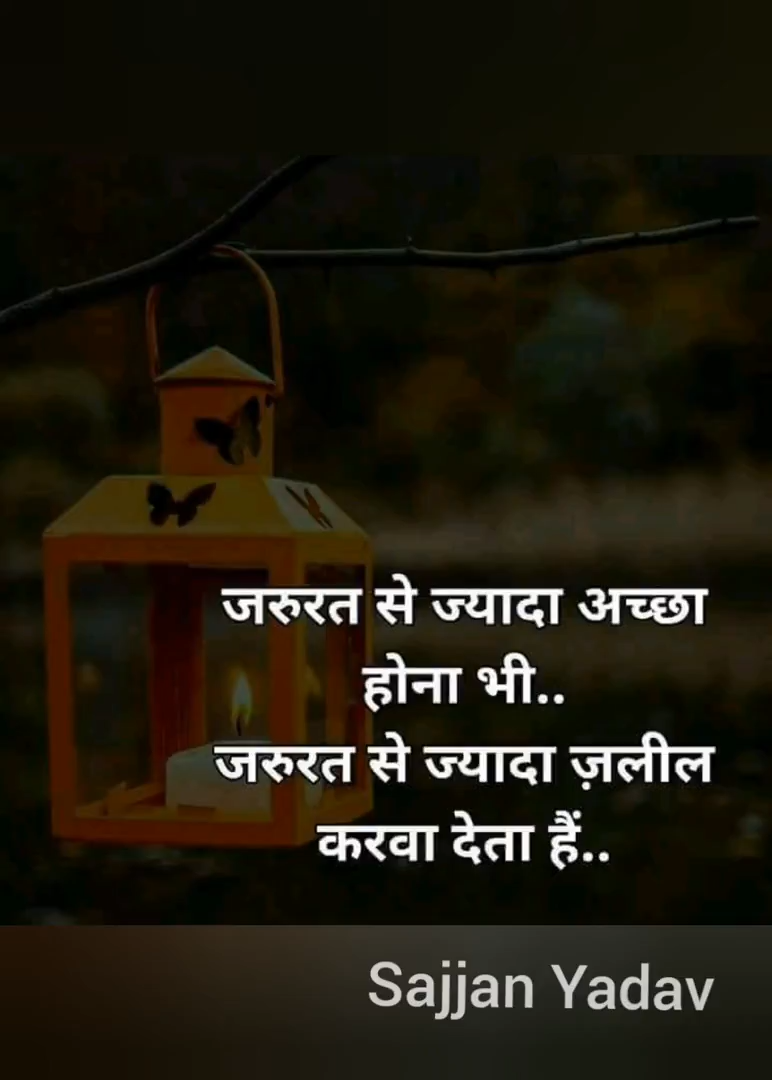 जरुरत से ज्यादा अच्छा
होना भी..
जरुरत से ज्यादा ज़लील
करवा देता हैं..
Sajjan Yadav